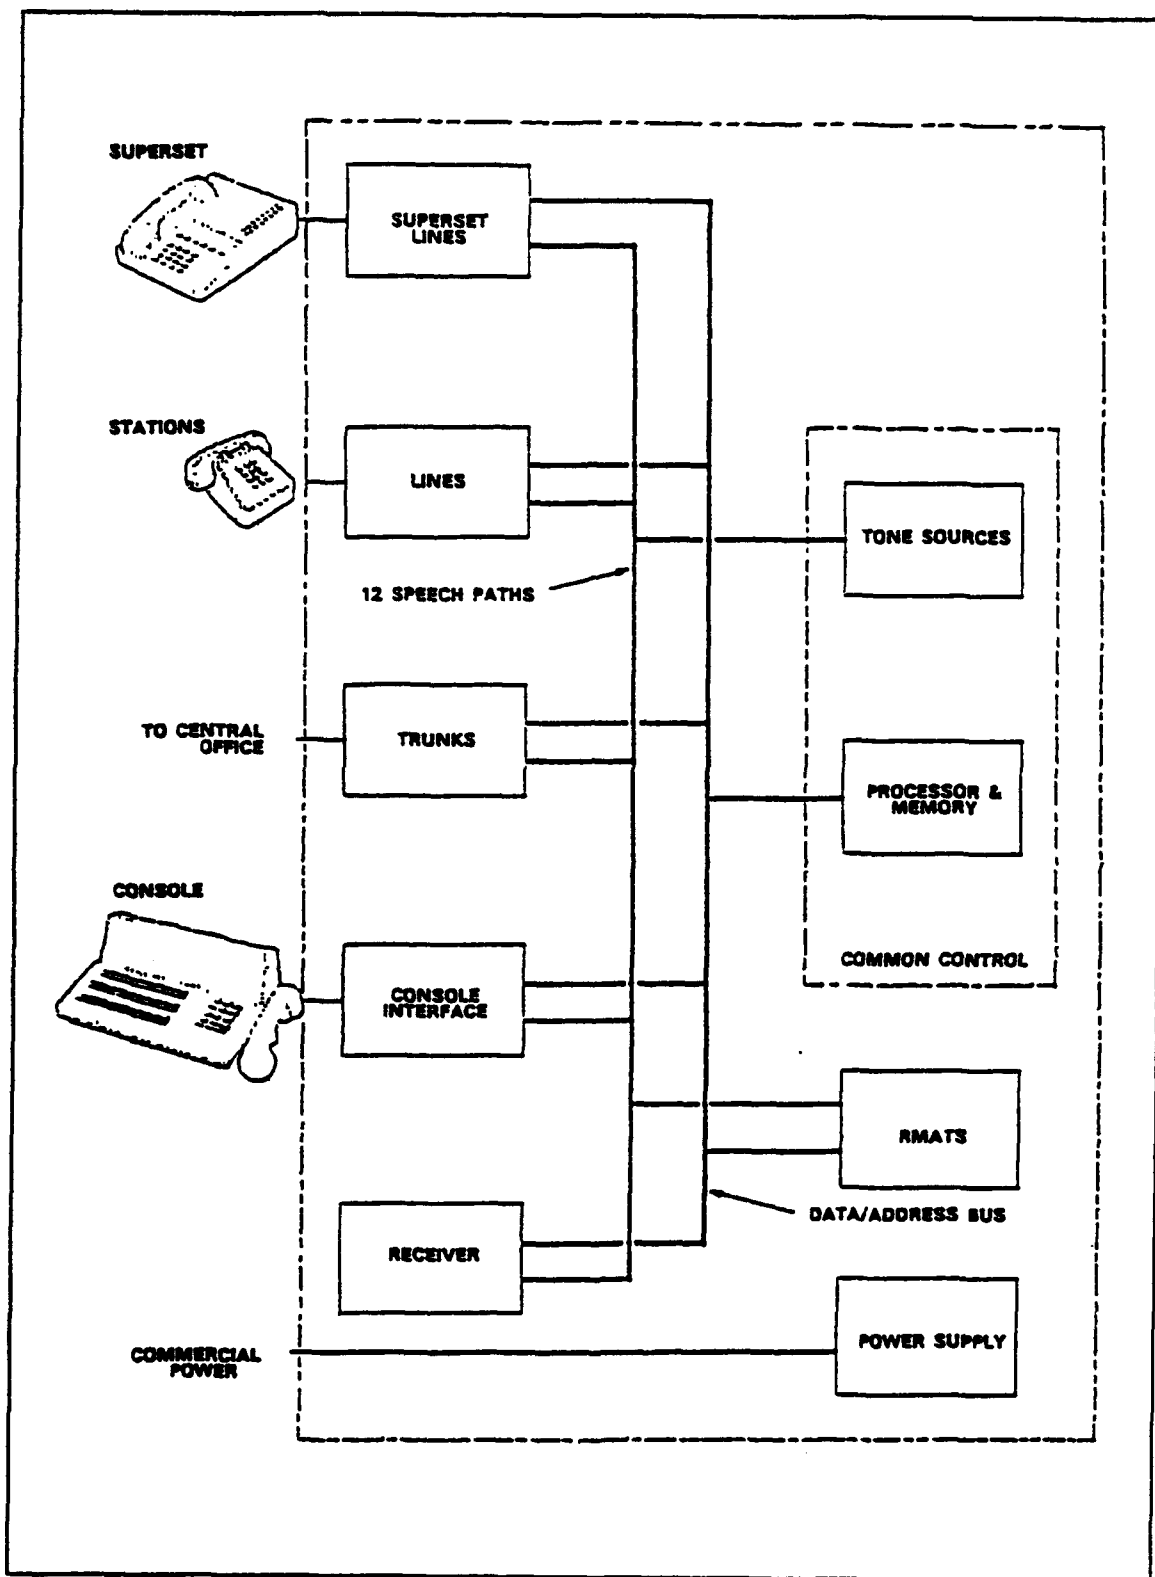 SUPERSET
SUPERSET
LINES
STATIONS
LINES
TONE SOURCES
12 SPEECH PATHS
TO CENTRAL
OFFICE
TRUNKS
PROCESSOR &
MEMORY
CONSOLE
COMMON CONTROL
CONSOLE
INTERFACE
RMATS
DATA/ADDRESS BUS
RECEIVER
POWER SUPPLY
COMMERCIAL
POWER